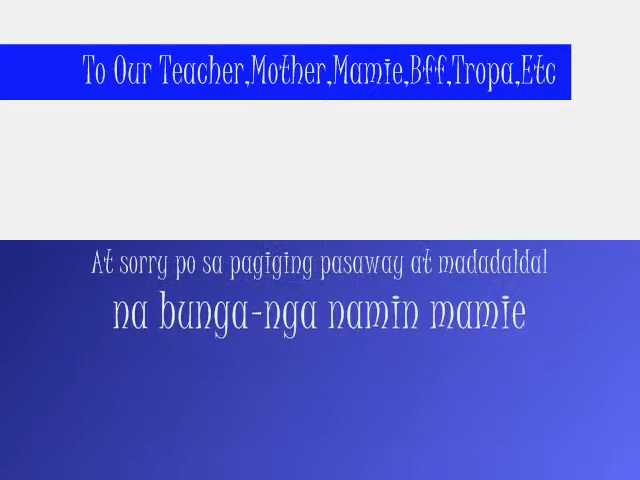 To Our Teacher,Mother,Mamie,Bff,Tropa,Etc
At sorry po sa pagiging pasaway at madadaldal
na bunga-nga namin mamie